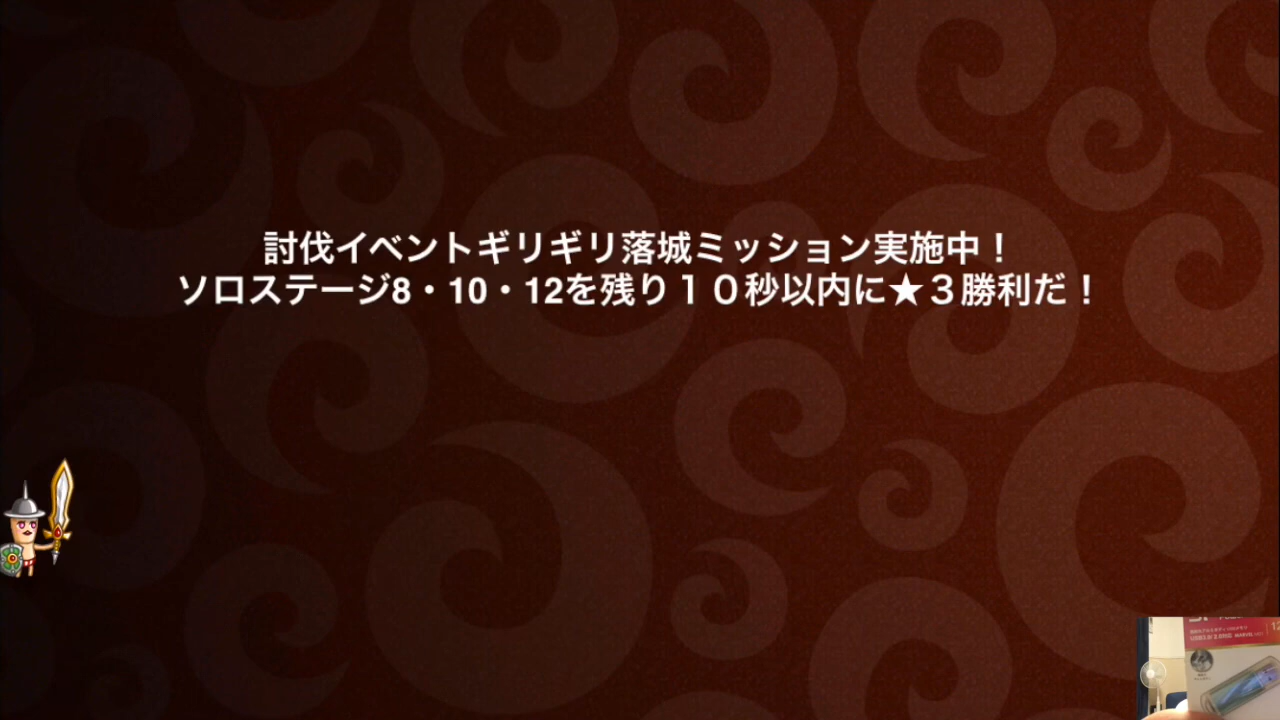 討伐イベントギリギリ落城ミッション実施中！
ソロステージ8・10・12を残り１０秒以内に★３勝利だ！